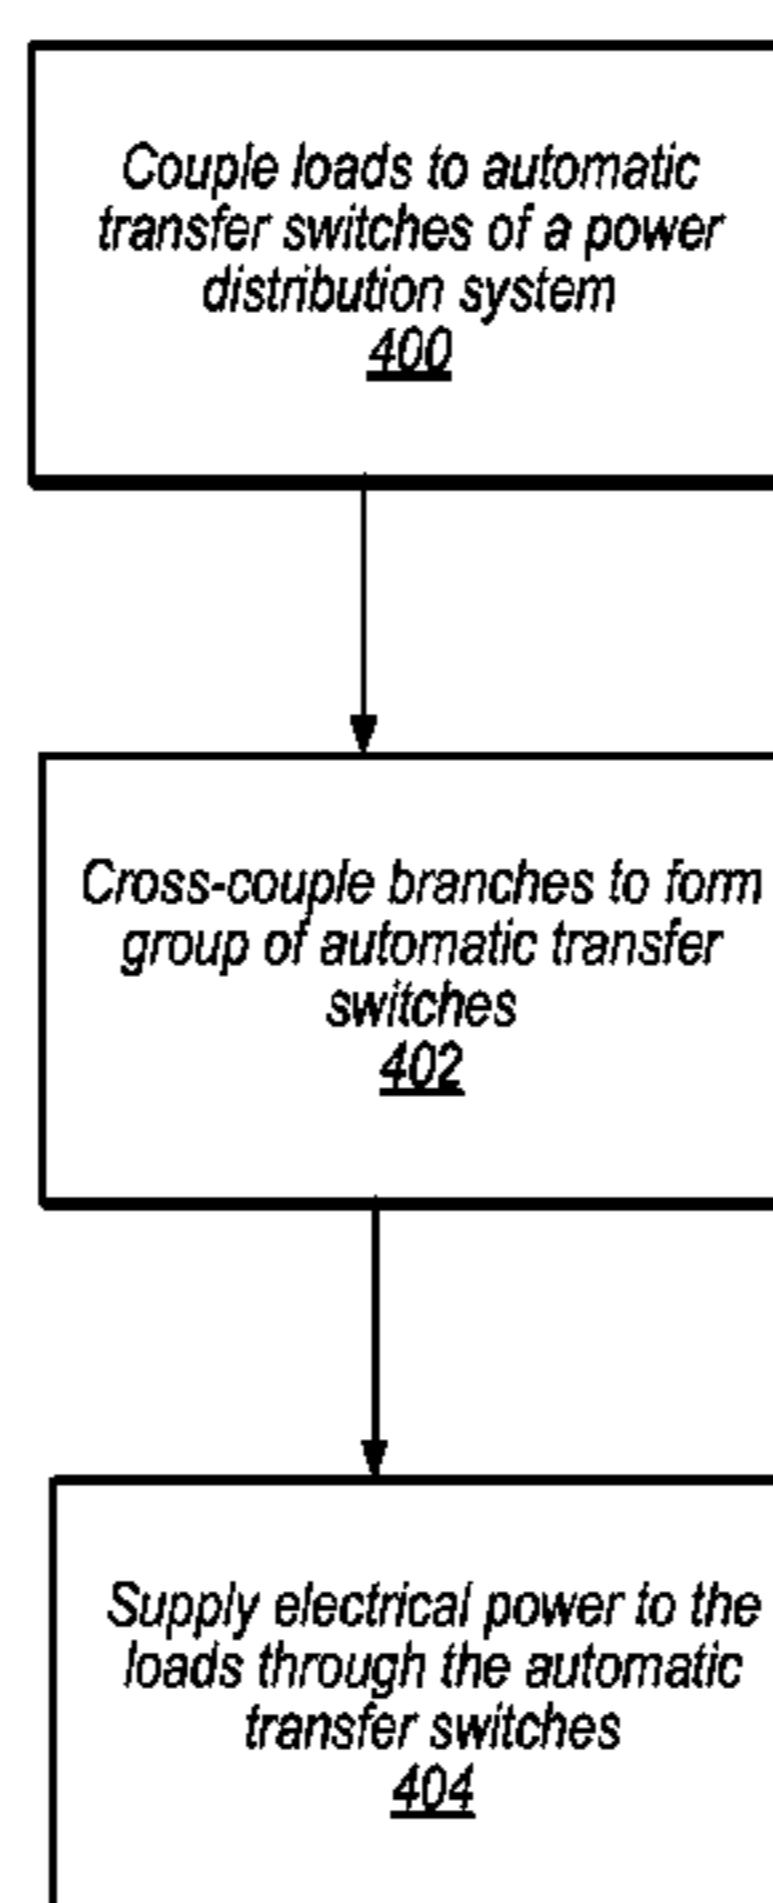 Couple loads to automatic
transfer switches of a power
distribution system
400
Cross-couple branches to form
group of automatic transfer
switches
402
Supply electrical power to the
loads through the automatic
transfer switches
404